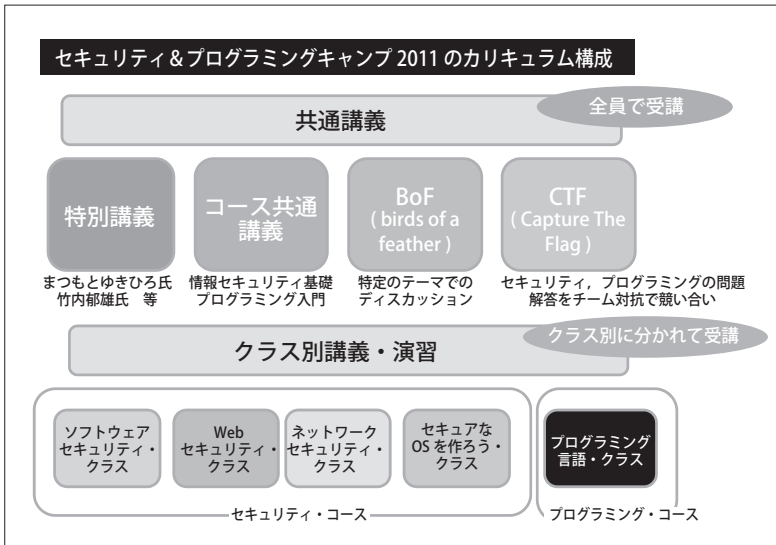 セキュリティ&プログラミングキャンプ 2011 のカリキュラム構成
共通講義
全員で受講
特別講義
まつもとゆきひろ氏
竹内郁雄氏 等
コース共通
講義
情報セキュリティ基礎
プログラミング入門
BoF
( birds of a
feather )
特定のテーマでの
ディスカッション
CTF
( Capture The
Flag )
セキュリティ,プログラミングの問題
解答をチーム対抗で競い合い
クラス別講義・演習
クラス別に分かれて受講
ソフトウェア
セキュリティ・
クラス
Web
セキュリティ・
クラス
ネットワーク
セキュリティ・
クラス
セキュアな
OS を作ろう・
クラス
プログラミング
言語・クラス
セキュリティ・コース
プログラミング・コース